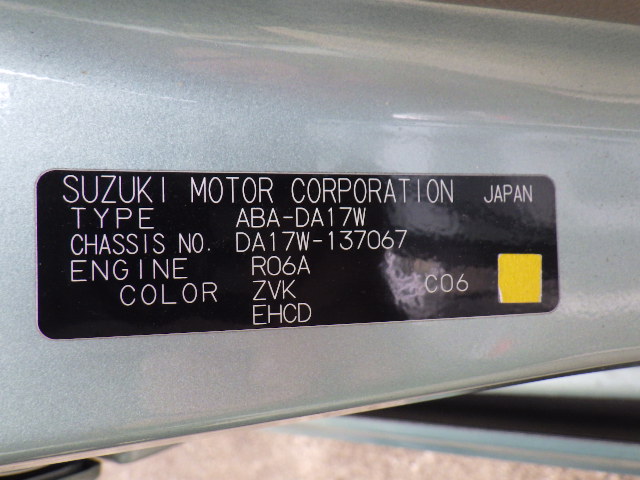 SUZUKI MOTOR CORPORATION JAPAN
TYPE ABA-DA17W
CHASSIS NO. DA17W-137067
ENGINE R06A
COLOR ZVK C06
EHCD